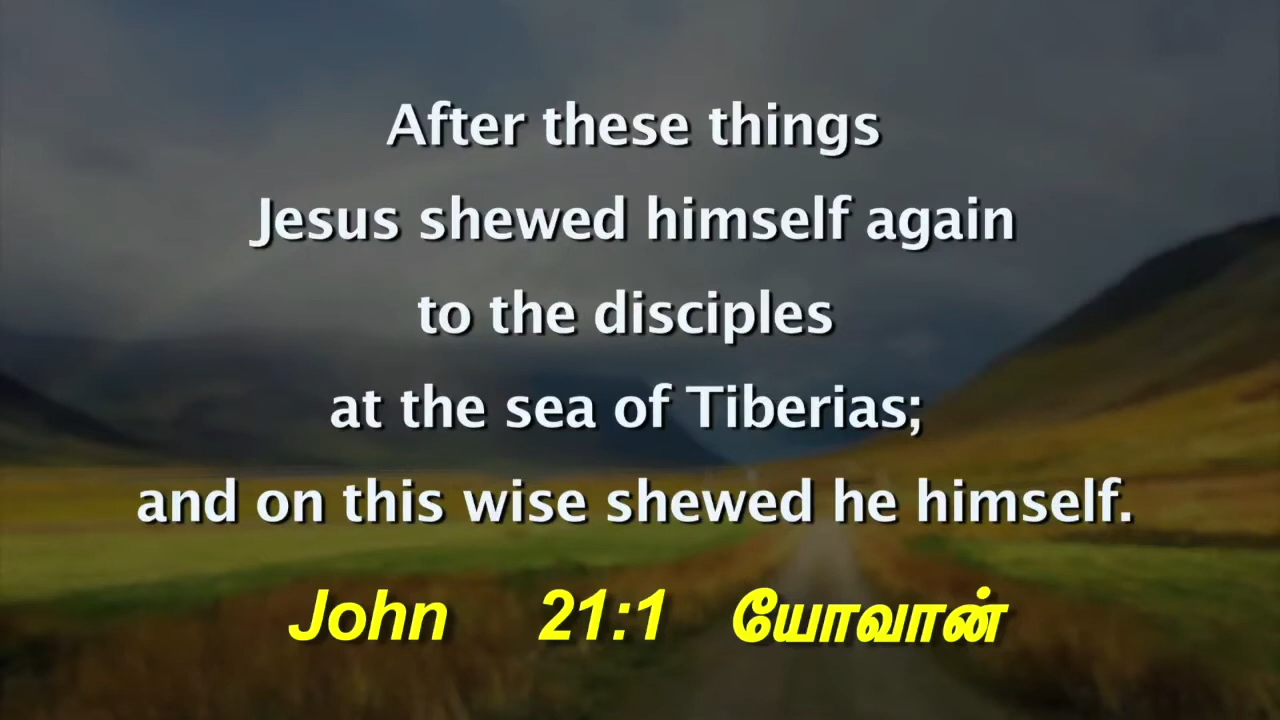 After these things
Jesus shewed himself again
to the disciples
at the sea of Tiberias;
and on this wise shewed he himself.
John 21:1 யோவான்